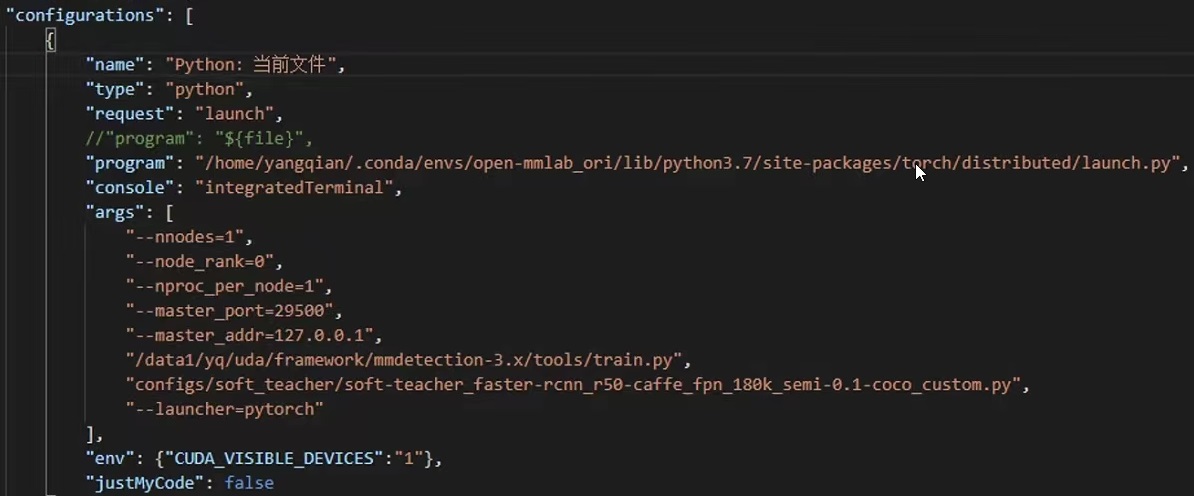 "configurations": [
{
"name": "Python: 当前文件",
"type": "python",
"request": "launch",
//"program": "${file}",
"program": "/home/yangqian/.conda/envs/open-mmlab_ori/lib/python3.7/site-packages/torch/distributed/launch.py",
"console": "integratedTerminal",
"args": [
"--nnodes=1",
"--node_rank=0",
"--nproc_per_node=1",
"--master_port=29500",
"--master_addr=127.0.0.1",
"/data1/yq/uda/framework/mmdetection-3.x/tools/train.py",
"configs/soft_teacher/soft-teacher_faster-rcnn_r50-caffe_fpn_180k_semi-0.1-coco_custom.py",
"--launcher=pytorch"
],
"env": {"CUDA_VISIBLE_DEVICES":"1"},
"justMyCode": false